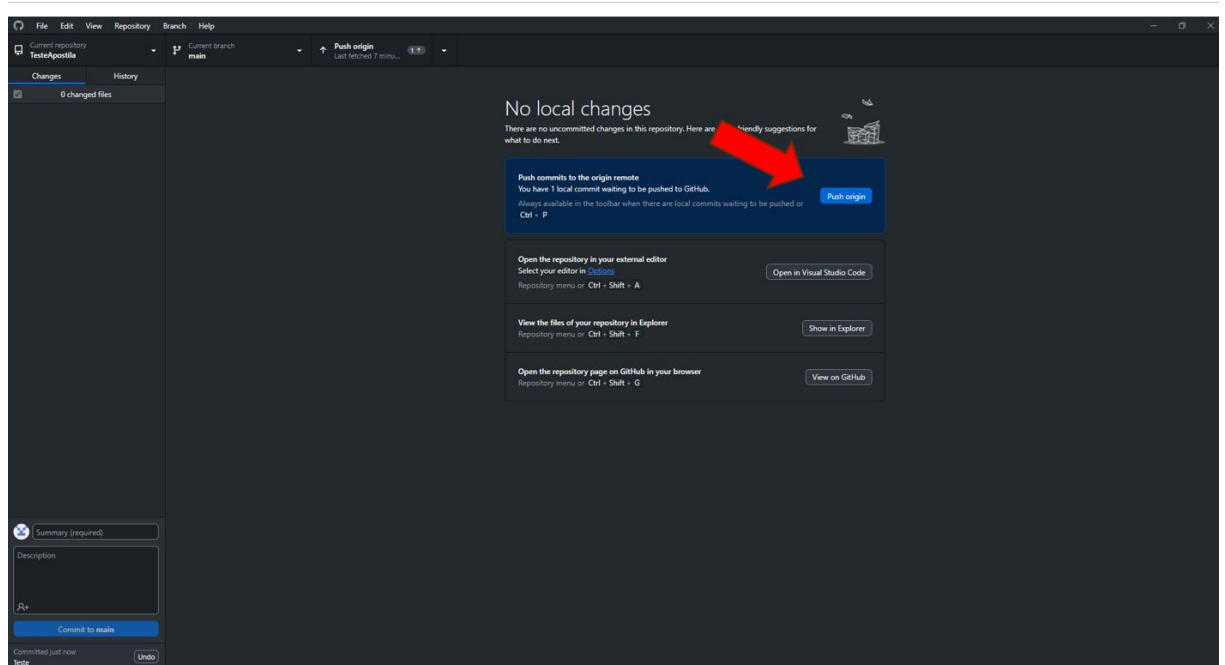 File Edit View Repository Branch Help
Current repository
TesteApostila
Current branch
main
Push origin
Last fetched 7 minu...
1
Changes History
0 changed files
No local changes
There are no uncommitted changes in this repository. Here are friendly suggestions for
what to do next.
Push commits to the origin remote
You have 1 local commit waiting to be pushed to GitHub.
Always available in the toolbar when there are local commits waiting to be pushed or
Ctrl + P
Push origin
Open the repository in your external editor
Select your editor in Options
Repository menu or Ctrl + Shift + A
Open in Visual Studio Code
View the files of your repository in Explorer
Repository menu or Ctrl + Shift + F
Show in Explorer
Open the repository page on GitHub in your browser
Repository menu or Ctrl + Shift + G
View on GitHub
Summary (required)
Description
Commit to main
Committed just now
Teste
Undo